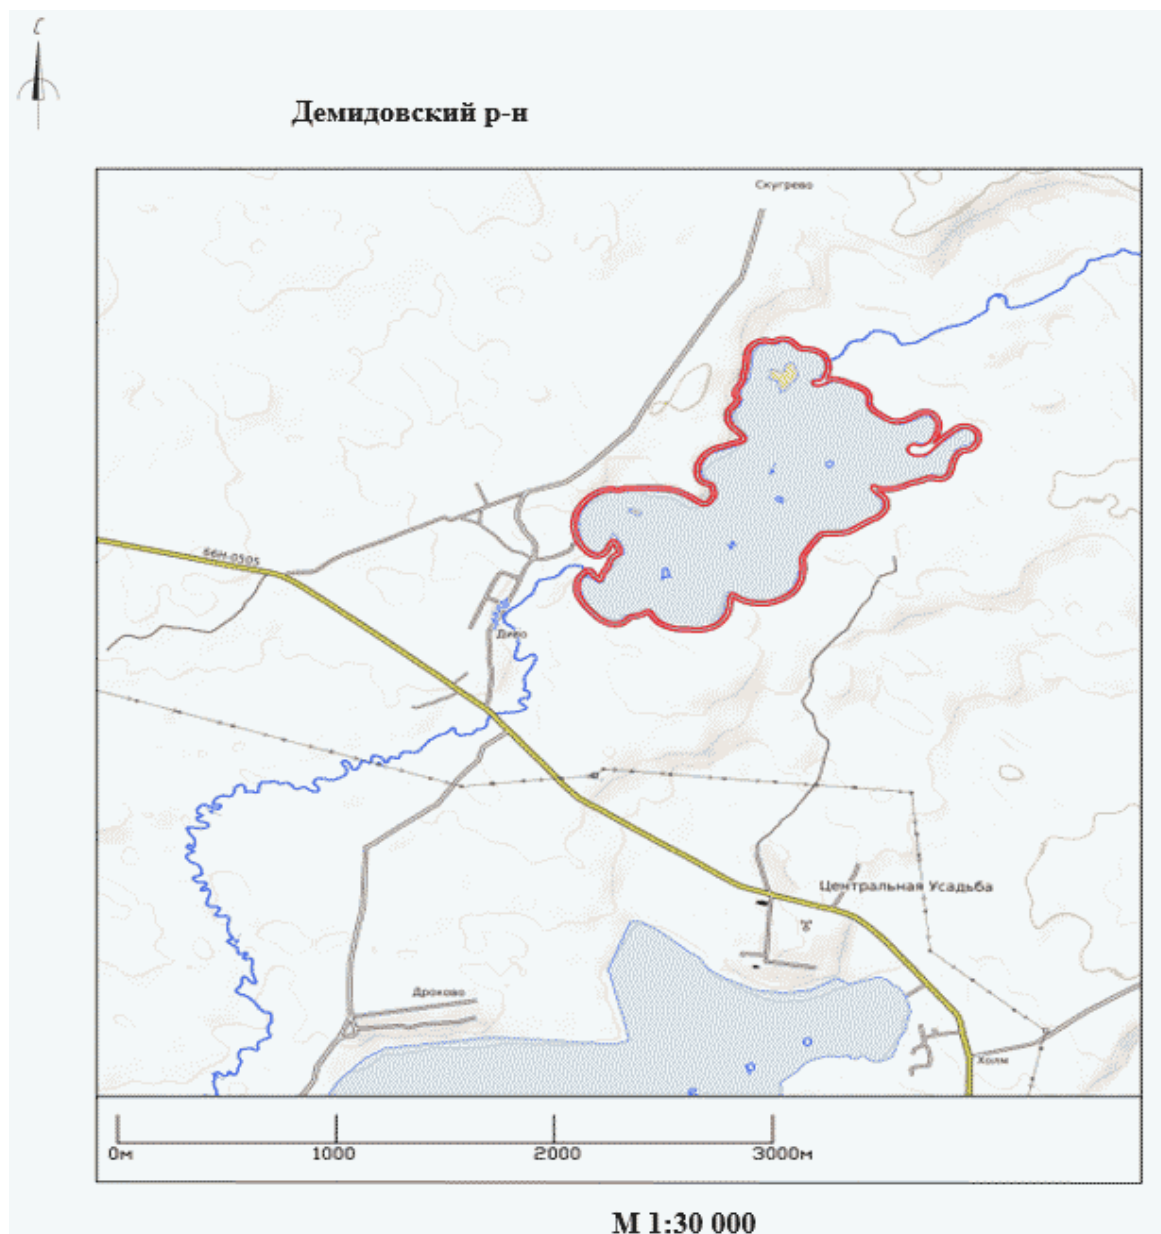 С
Демидовский р-н
Скугрево
66Н-0505
Диво
Центральная Усадьба
Дроково
Холм
0м 1000 2000 3000м
М 1:30 000